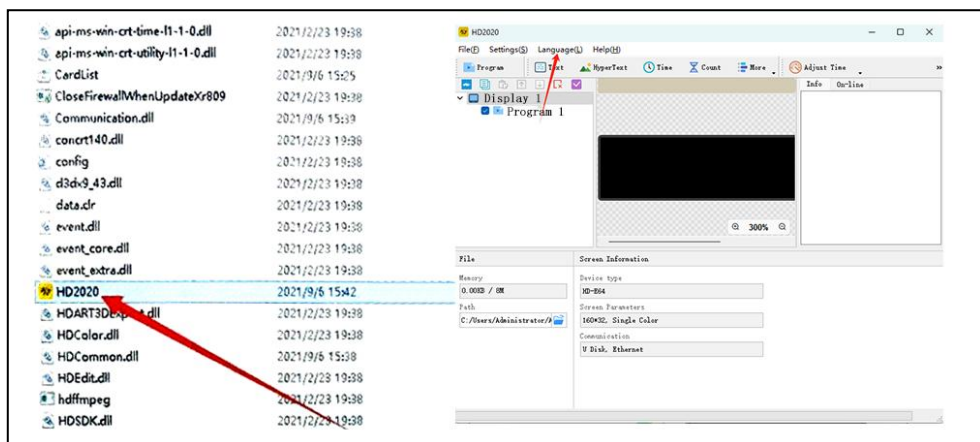 api-ms-win-crt-time-l1-1-0.dll 2021/2/23 19:38
api-ms-win-crt-utility-l1-1-0.dll 2021/2/23 19:38
CardList 2021/9/6 15:25
CloseFirewallWhenUpdateXr809 2021/2/23 19:38
Communication.dll 2021/9/6 15:39
concrt140.dll 2021/2/23 19:38
config 2021/2/23 19:38
d3dx9_43.dll 2021/2/23 19:38
data.clr 2021/2/23 19:38
event.dll 2021/2/23 19:38
event_core.dll 2021/2/23 19:38
event_extra.dll 2021/2/23 19:38
HD2020 2021/9/6 15:42
2021/2/23 19:38
HDColor.dll 2021/2/23 19:38
HDCommon.dll 2021/9/6 15:38
HDEdit.dll 2021/2/23 19:38
hdffmpeg 2021/2/23 19:38
HDSDK.dll 2021/2/23 19:38
HD2020
File(F) Settings(S) Language(L) Help(H)
Program Text HyperText Time Count More Adjust Time »
Display 1
Program 1
Info On-line
300%
File
Memory
0.00KB / 8M
Path
C:/Users/Administrator/A
Screen Information
Device type
HD-E64
Screen Parameters
160*32, Single Color
Communication
U Disk, Ethernet